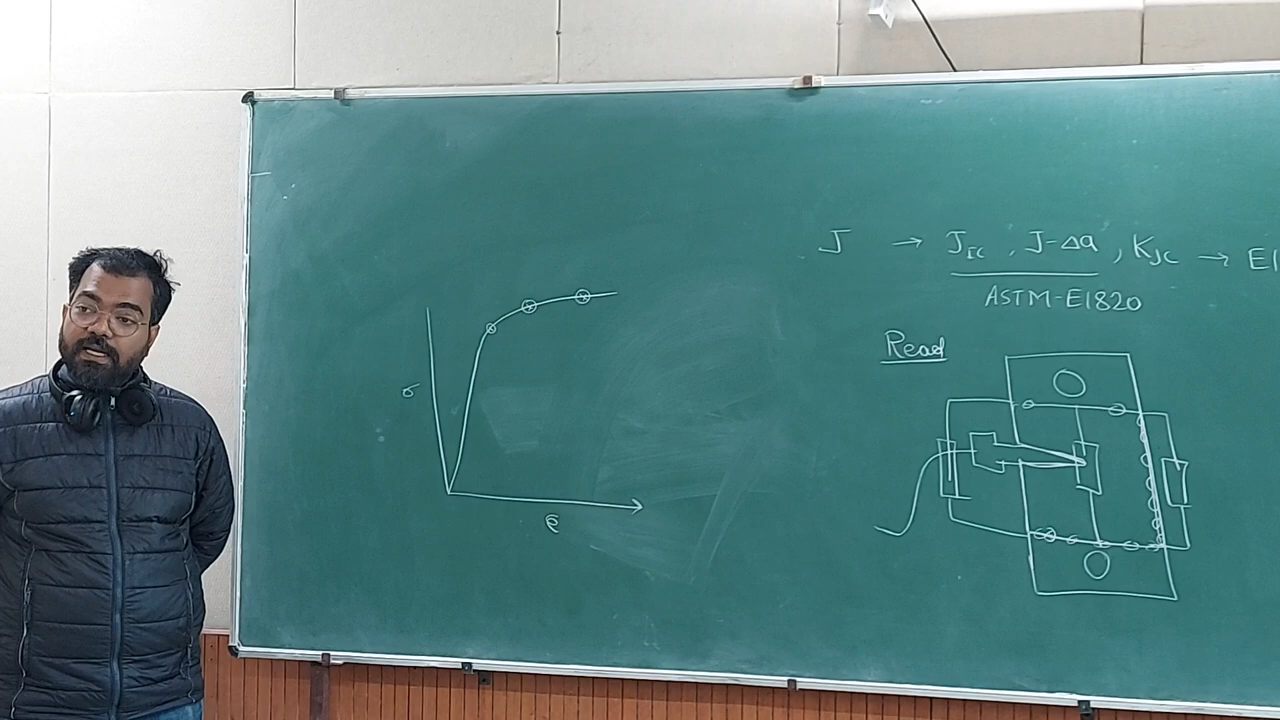 J → J_IC , J-Δa , K_JC → E1
ASTM-E1820
Read
σ
e